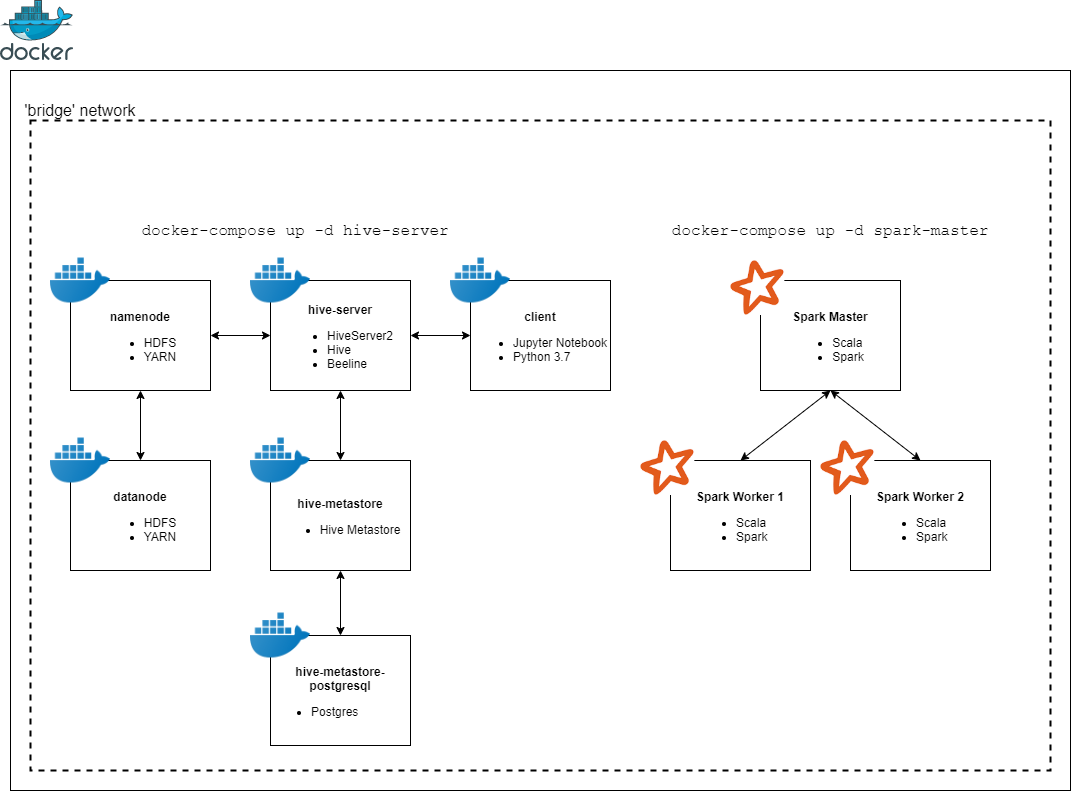 docker
'bridge' network
docker-compose up -d hive-server
docker-compose up -d spark-master
namenode
HDFS
YARN
hive-server
HiveServer2
Hive
Beeline
client
Jupyter Notebook
Python 3.7
Spark Master
Scala
Spark
datanode
HDFS
YARN
hive-metastore
Hive Metastore
Spark Worker 1
Scala
Spark
Spark Worker 2
Scala
Spark
hive-metastore-
postgresql
Postgres